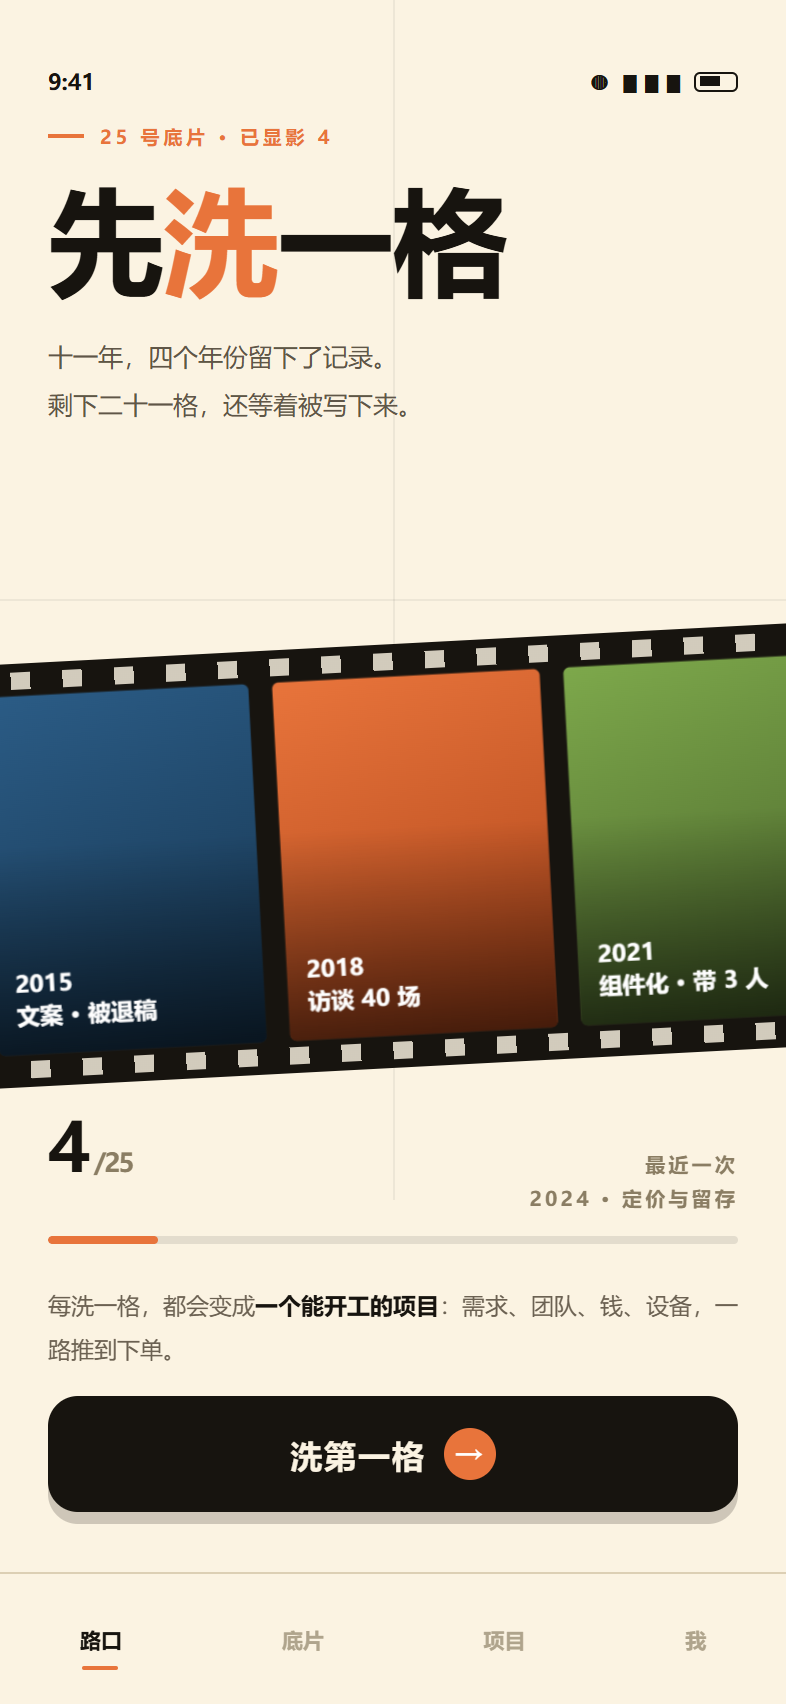 9:41
25 号底片 • 已显影 4
先洗一格
十一年，四个年份留下了记录。
剩下二十一格，还等着被写下来。
2015
文案 • 被退稿
2018
访谈 40 场
2021
组件化 • 带 3 人
4/25
最近一次
2024 • 定价与留存
每洗一格，都会变成一个能开工的项目：需求、团队、钱、设备，一
路推到下单。
洗第一格 →
路口
底片
项目
我